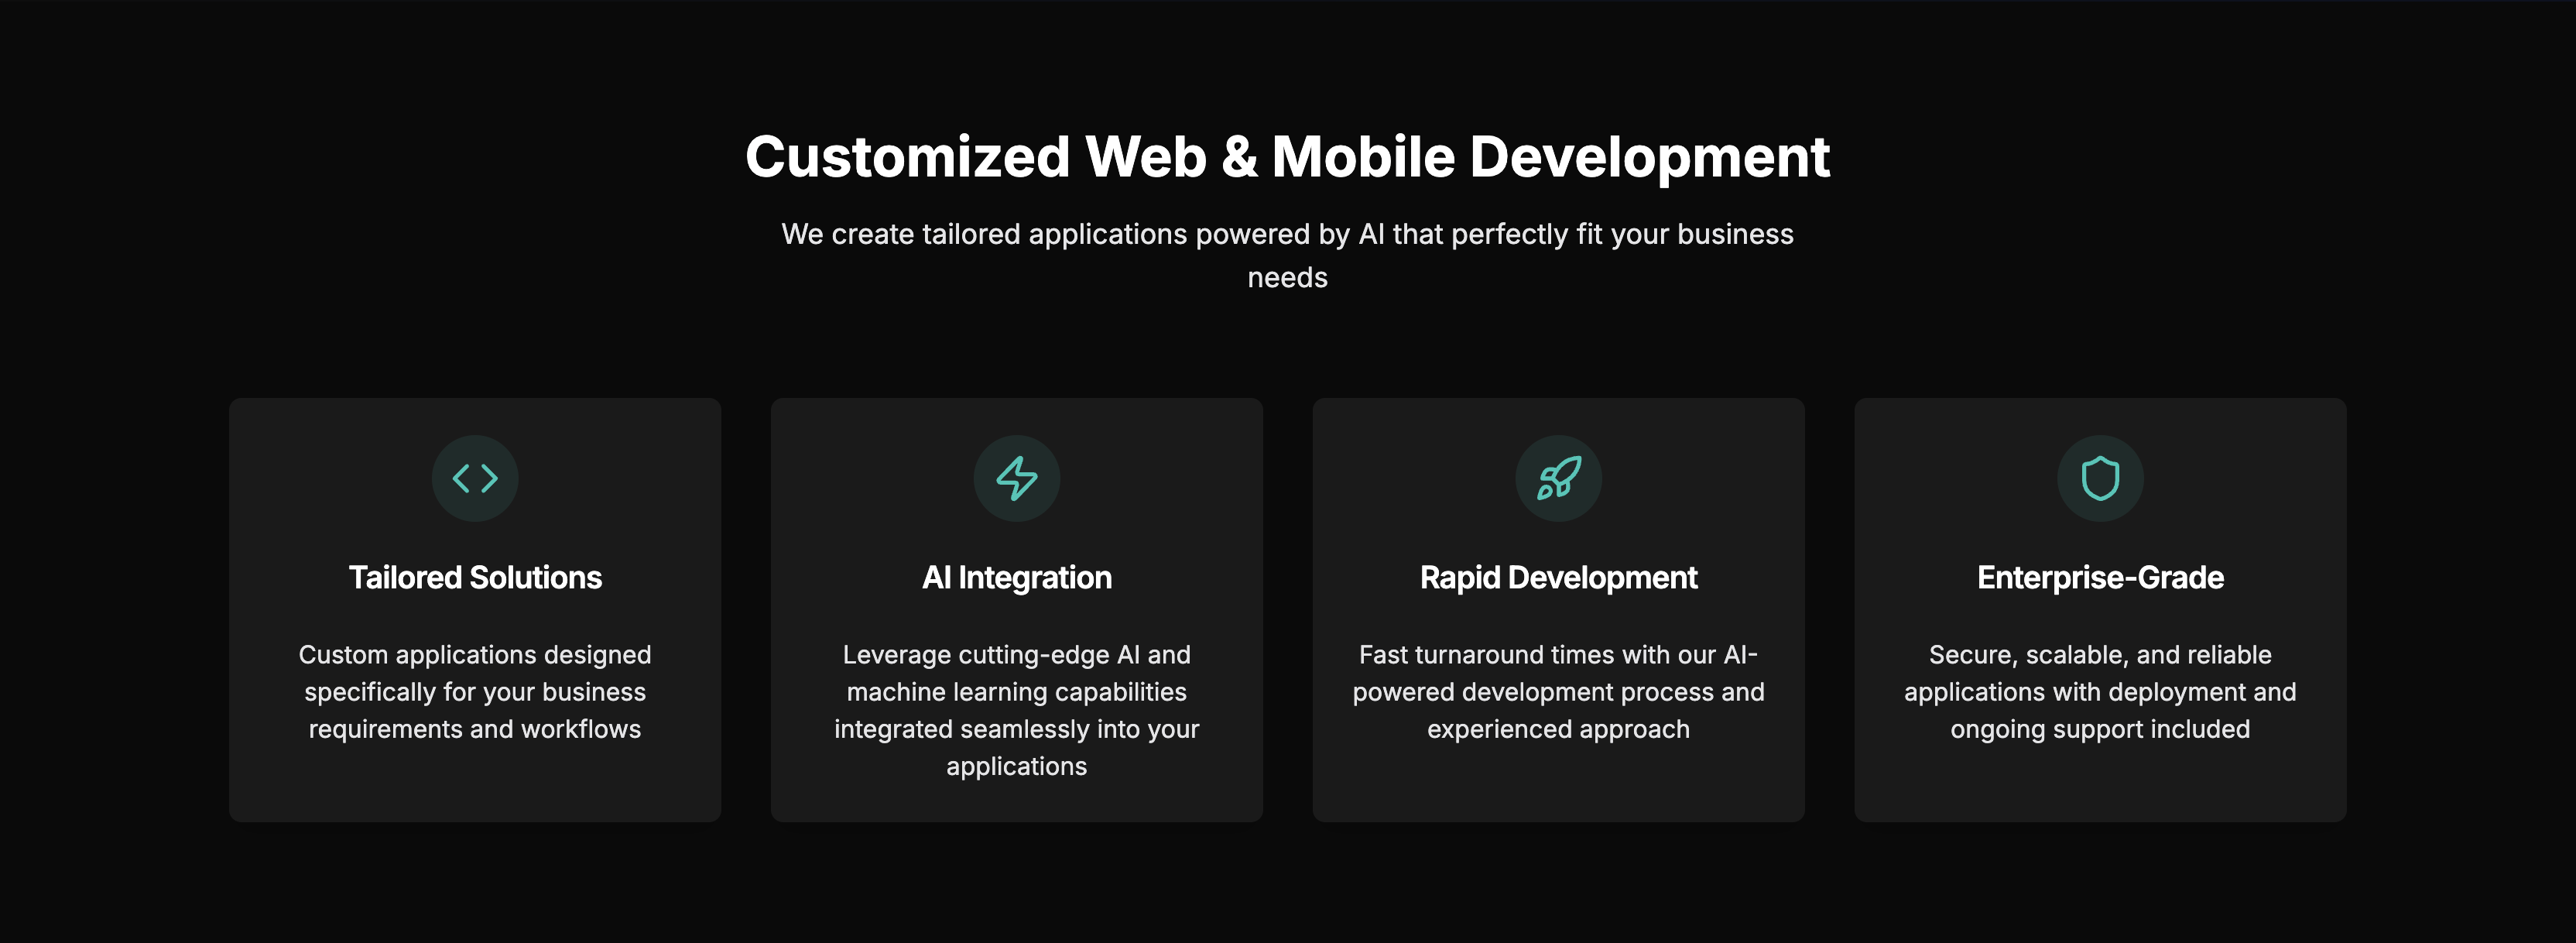 Customized Web & Mobile Development
We create tailored applications powered by AI that perfectly fit your business
needs
Tailored Solutions
Custom applications designed
specifically for your business
requirements and workflows
AI Integration
Leverage cutting-edge AI and
machine learning capabilities
integrated seamlessly into your
applications
Rapid Development
Fast turnaround times with our AI-
powered development process and
experienced approach
Enterprise-Grade
Secure, scalable, and reliable
applications with deployment and
ongoing support included